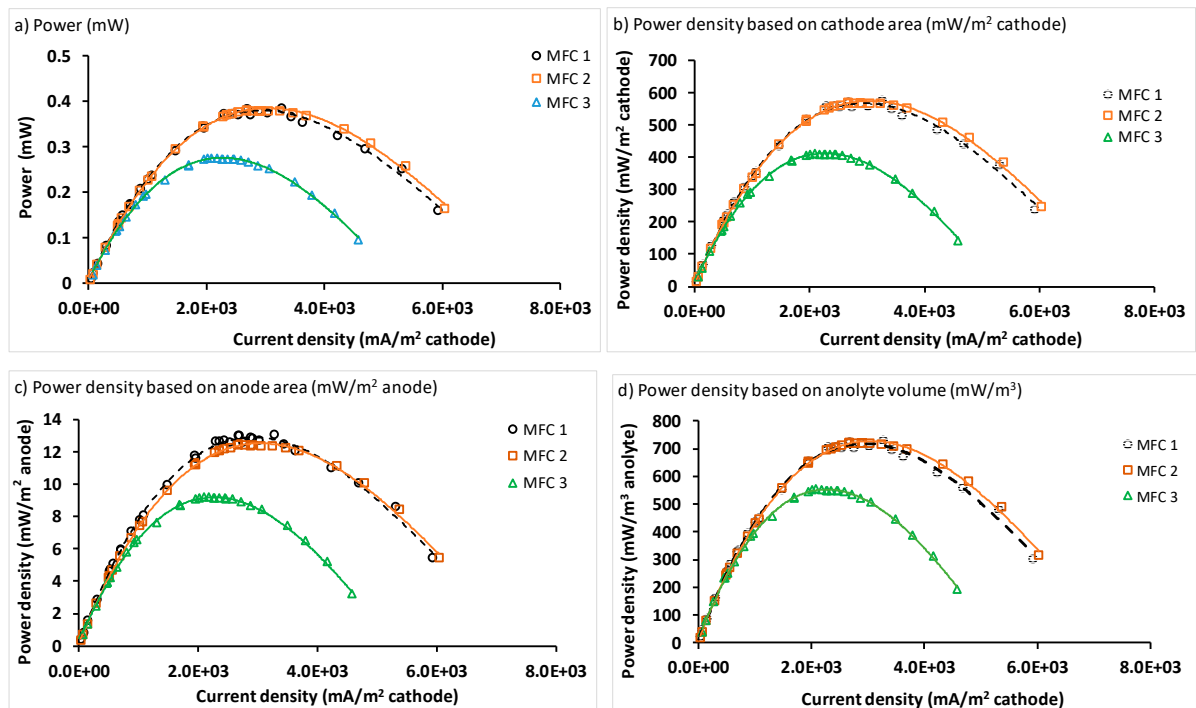 a) Power (mW)
Power (mW)
0.5
0.4
0.3
0.2
0.1
0
0.0E+00 2.0E+03 4.0E+03 6.0E+03 8.0E+03
Current density (mA/m² cathode)
MFC 1
MFC 2
MFC 3
b) Power density based on cathode area (mW/m² cathode)
Power density (mW/m² cathode)
700
600
500
400
300
200
100
0
0.0E+00 2.0E+03 4.0E+03 6.0E+03 8.0E+03
Current density (mA/m² cathode)
MFC 1
MFC 2
MFC 3
c) Power density based on anode area (mW/m² anode)
Power density (mW/m² anode)
14
12
10
8
6
4
2
0
0.0E+00 2.0E+03 4.0E+03 6.0E+03 8.0E+03
Current density (mA/m² cathode)
MFC 1
MFC 2
MFC 3
d) Power density based on anolyte volume (mW/m³)
Power density (mW/m³ anolyte)
800
700
600
500
400
300
200
100
0
0.0E+00 2.0E+03 4.0E+03 6.0E+03 8.0E+03
Current density (mA/m² cathode)
MFC 1
MFC 2
MFC 3